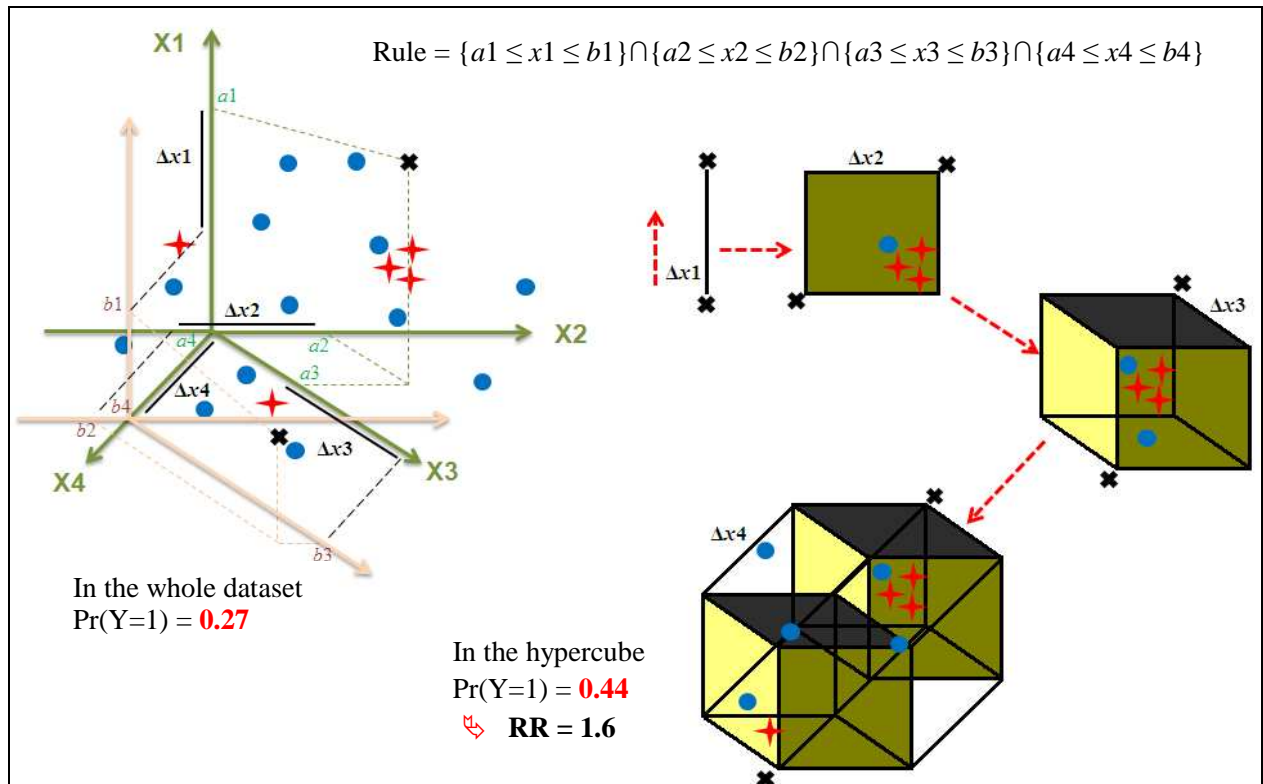 X1
Rule = {a1 ≤ x1 ≤ b1}∩{a2 ≤ x2 ≤ b2}∩{a3 ≤ x3 ≤ b3}∩{a4 ≤ x4 ≤ b4}
a1
Δx1
b1
Δx2
X2
a4
a2
a3
Δx4
b4
b2
Δx3
X3
X4
b3
Δx1
Δx2
Δx3
Δx4
In the whole dataset
Pr(Y=1) = 0.27
In the hypercube
Pr(Y=1) = 0.44
RR = 1.6